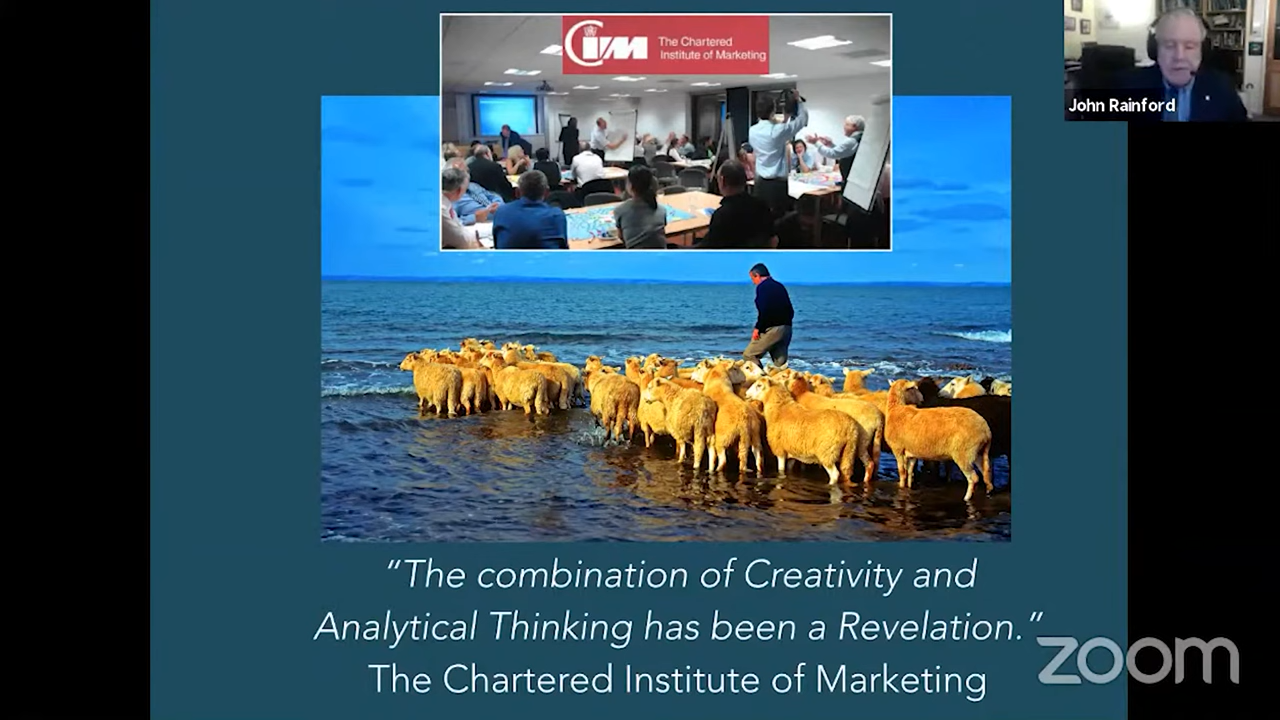 CIM
The Chartered
Institute of Marketing
John Rainford
“The combination of Creativity and
Analytical Thinking has been a Revelation.”
The Chartered Institute of Marketing
zoom